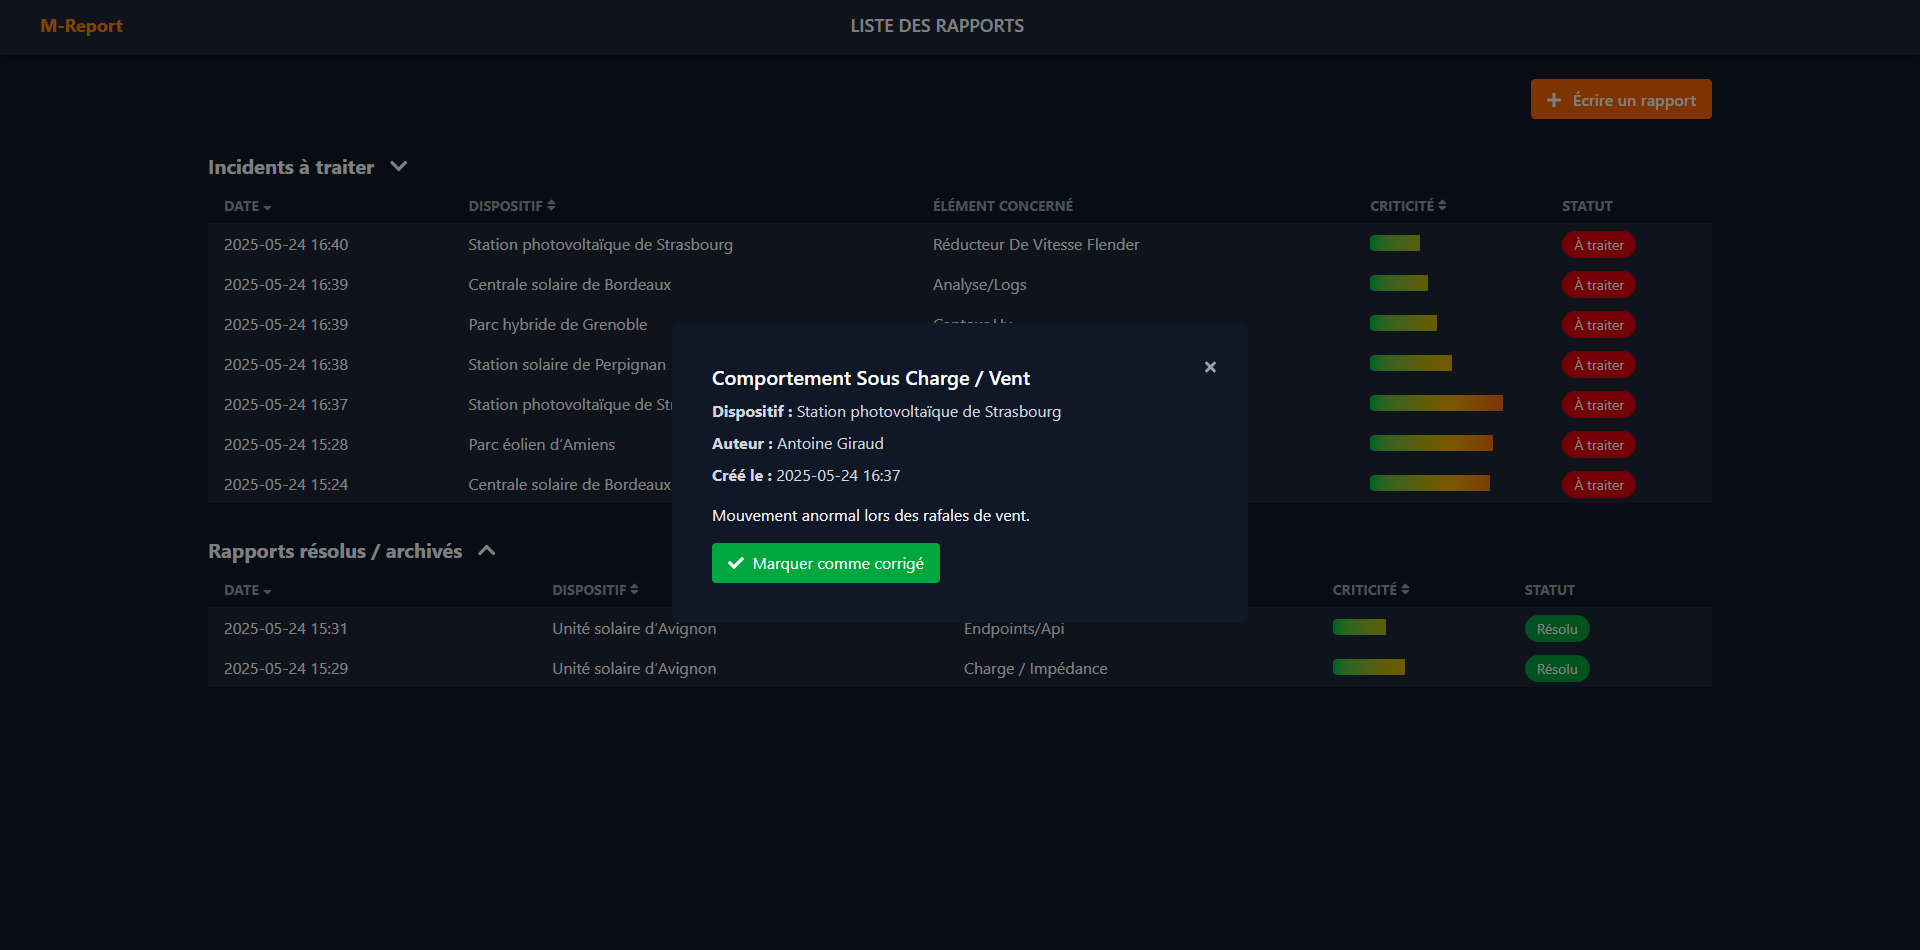 M-Report
LISTE DES RAPPORTS
Écrire un rapport
Incidents à traiter
DATE DISPOSITIF ÉLÉMENT CONCERNÉ CRITICITÉ STATUT
2025-05-24 16:40 Station photovoltaïque de Strasbourg Réducteur De Vitesse Flender À traiter
2025-05-24 16:39 Centrale solaire de Bordeaux Analyse/Logs À traiter
2025-05-24 16:39 Parc hybride de Grenoble À traiter
2025-05-24 16:38 Station solaire de Perpignan À traiter
2025-05-24 16:37 Station photovoltaïque de À traiter
2025-05-24 15:28 Parc éolien d'Amiens À traiter
2025-05-24 15:24 Centrale solaire de Bordeaux À traiter
Comportement Sous Charge / Vent
Dispositif : Station photovoltaïque de Strasbourg
Auteur : Antoine Giraud
Créé le : 2025-05-24 16:37
Mouvement anormal lors des rafales de vent.
Marquer comme corrigé
Rapports résolus / archivés
DATE DISPOSITIF CRITICITÉ STATUT
2025-05-24 15:31 Unité solaire d'Avignon Endpoints/Api Résolu
2025-05-24 15:29 Unité solaire d'Avignon Charge / Impédance Résolu